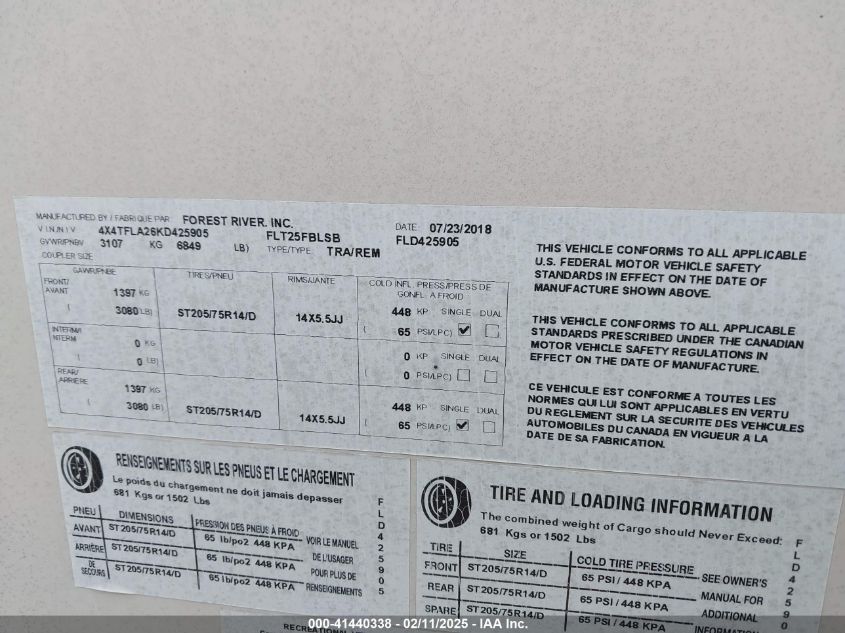 MANUFACTURED BY / FABRIQUE PAR FOREST RIVER, INC. DATE 07/23/2018
V I N /N I V 4X4TFLA26KD425905 FLT25FBLSB FLD425905
GVWR/PNBV 3107 KG 6849 LB) TYPE/TYPE TRA/REM
COUPLER SIZE
GAWR/PNBE TIRES/PNEU RIMS/JANTE COLD INFL. PRESS/PRESS DE
GONFL. A FROID
FRONT/
AVANT 1397 KG 448 KP SINGLE DUAL
( 3080 LB) ST205/75R14/D 14X5.5JJ ( 65 PSI/LPC)
INTERM/I
NTERM 0 KG 0 KP SINGLE DUAL
( 0 LB) ( 0 PSI/LPC)
REAR/
ARRIERE 1397 KG 448 KP SINGLE DUAL
( 3080 LB) ST205/75R14/D 14X5.5JJ ( 65 PSI/LPC)
THIS VEHICLE CONFORMS TO ALL APPLICABLE
U.S. FEDERAL MOTOR VEHICLE SAFETY
STANDARDS IN EFFECT ON THE DATE OF
MANUFACTURE SHOWN ABOVE.
THIS VEHICLE CONFORMS TO ALL APPLICABLE
STANDARDS PRESCRIBED UNDER THE CANADIAN
MOTOR VEHICLE SAFETY REGULATIONS IN
EFFECT ON THE DATE OF MANUFACTURE.
CE VEHICULE EST CONFORME A TOUTES LES
NORMES QUI LUI SONT APPLICABLES EN VERTU
DU REGLEMENT SUR LA SECURITE DES VEHICULES
AUTOMOBILES DU CANADA EN VIGUEUR A LA
DATE DE SA FABRICATION.
RENSEIGNEMENTS SUR LES PNEUS ET LE CHARGEMENT
Le poids du chargement ne doit jamais depasser
681 Kgs or 1502 Lbs
PNEU DIMENSIONS PRESSION DES PNEUS À FROID
AVANT ST205/75R14/D 65 lb/po2 448 KPA VOIR LE MANUEL
ARRIÈRE ST205/75R14/D 65 lb/po2 448 KPA DE L'USAGER
DE
SECOURS ST205/75R14/D 65 lb/po2 448 KPA POUR PLUS DE
RENSEIGNEMENTS
FLD425905
TIRE AND LOADING INFORMATION
The combined weight of Cargo should Never Exceed:
681 Kgs or 1502 Lbs
TIRE SIZE COLD TIRE PRESSURE
FRONT ST205/75R14/D 65 PSI / 448 KPA SEE OWNER'S
REAR ST205/75R14/D 65 PSI / 448 KPA MANUAL FOR
SPARE ST205/75R14/D 65 PSI / 448 KPA ADDITIONAL
INFORMATION
FLD42590
000-41440338 - 02/11/2025 - IAA Inc.